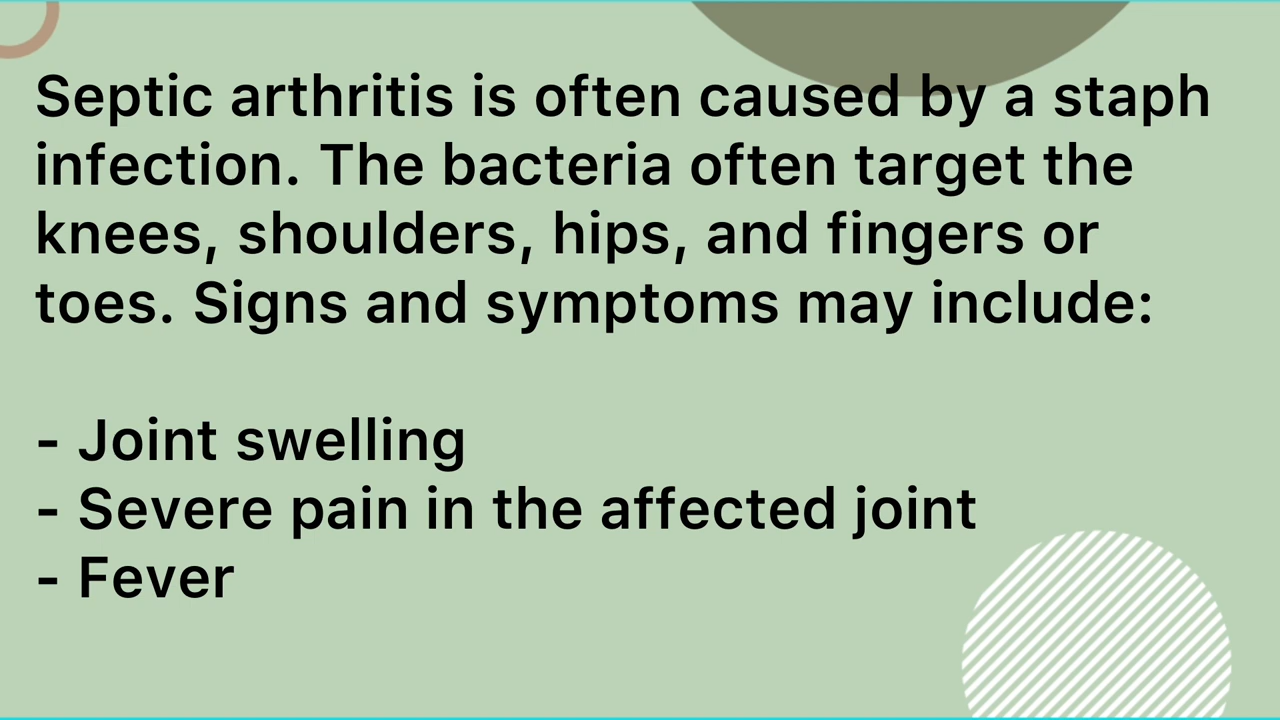 Septic arthritis is often caused by a staph
infection. The bacteria often target the
knees, shoulders, hips, and fingers or
toes. Signs and symptoms may include:
- Joint swelling
- Severe pain in the affected joint
- Fever